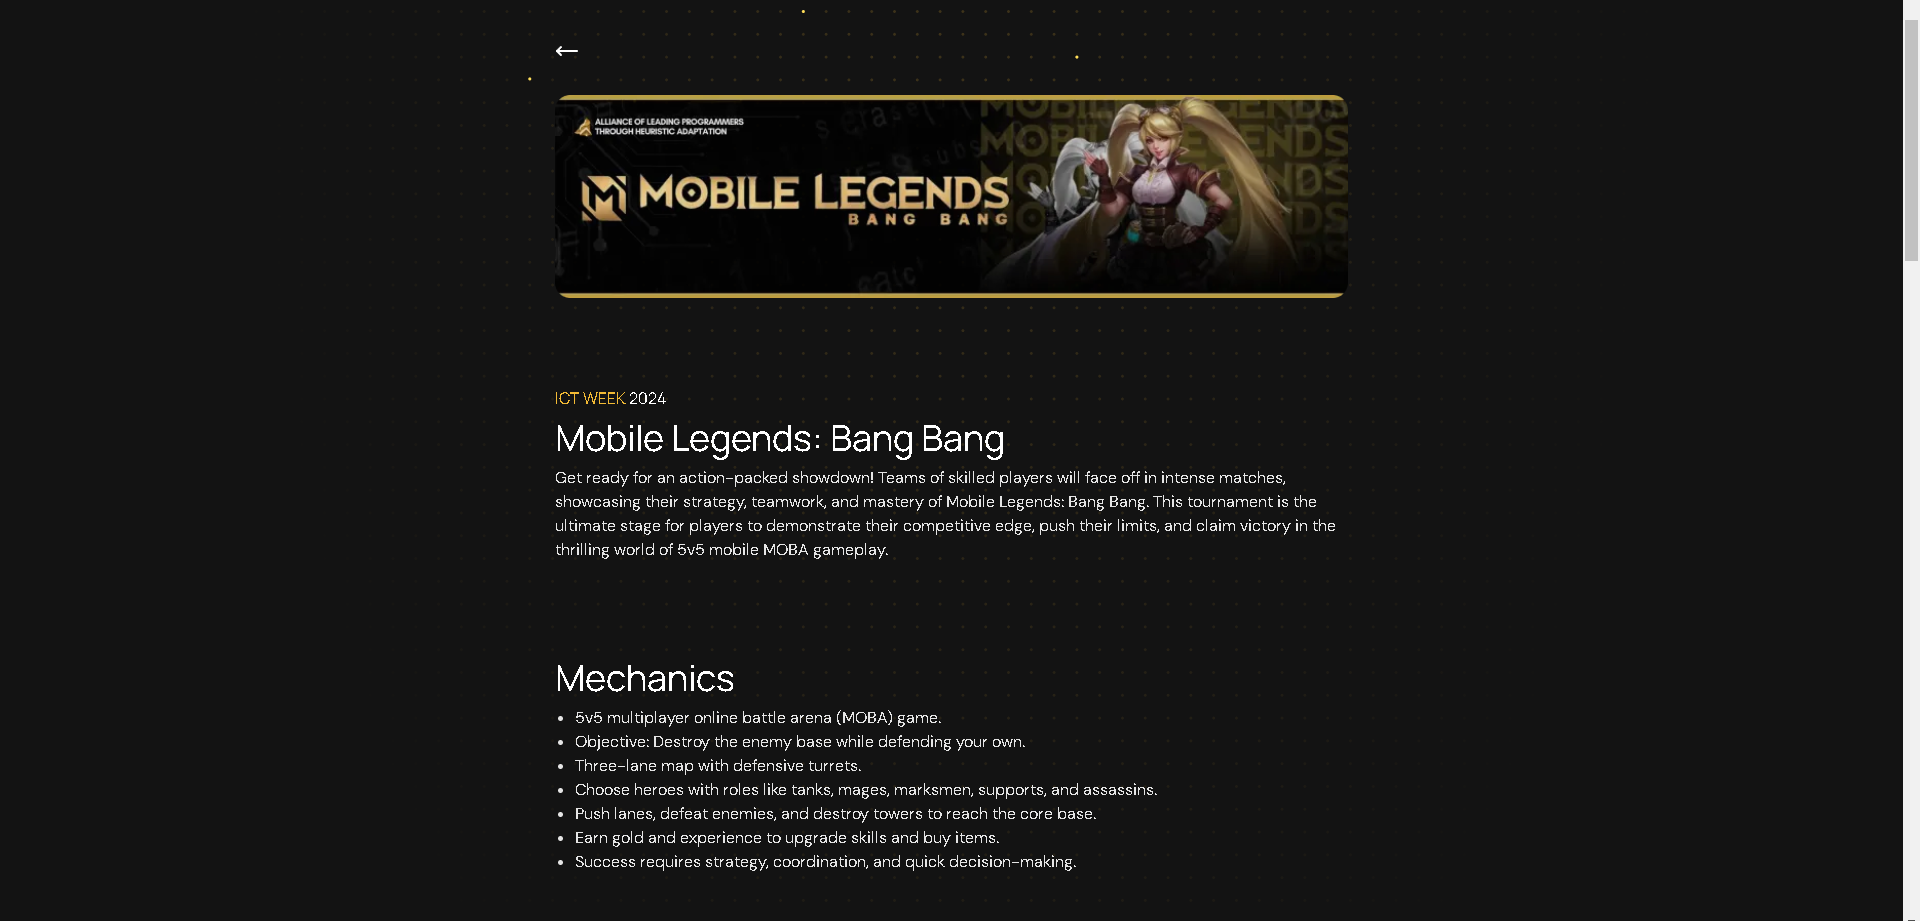 ALLIANCE OF LEADING PROGRAMMERS
THROUGH HEURISTIC ADAPTATION
MOBILE LEGENDS
BANG BANG
ICT WEEK 2024
Mobile Legends: Bang Bang
Get ready for an action-packed showdown! Teams of skilled players will face off in intense matches,
showcasing their strategy, teamwork, and mastery of Mobile Legends: Bang Bang. This tournament is the
ultimate stage for players to demonstrate their competitive edge, push their limits, and claim victory in the
thrilling world of 5v5 mobile MOBA gameplay.
Mechanics
• 5v5 multiplayer online battle arena (MOBA) game.
• Objective: Destroy the enemy base while defending your own.
• Three-lane map with defensive turrets.
• Choose heroes with roles like tanks, mages, marksmen, supports, and assassins.
• Push lanes, defeat enemies, and destroy towers to reach the core base.
• Earn gold and experience to upgrade skills and buy items.
• Success requires strategy, coordination, and quick decision-making.